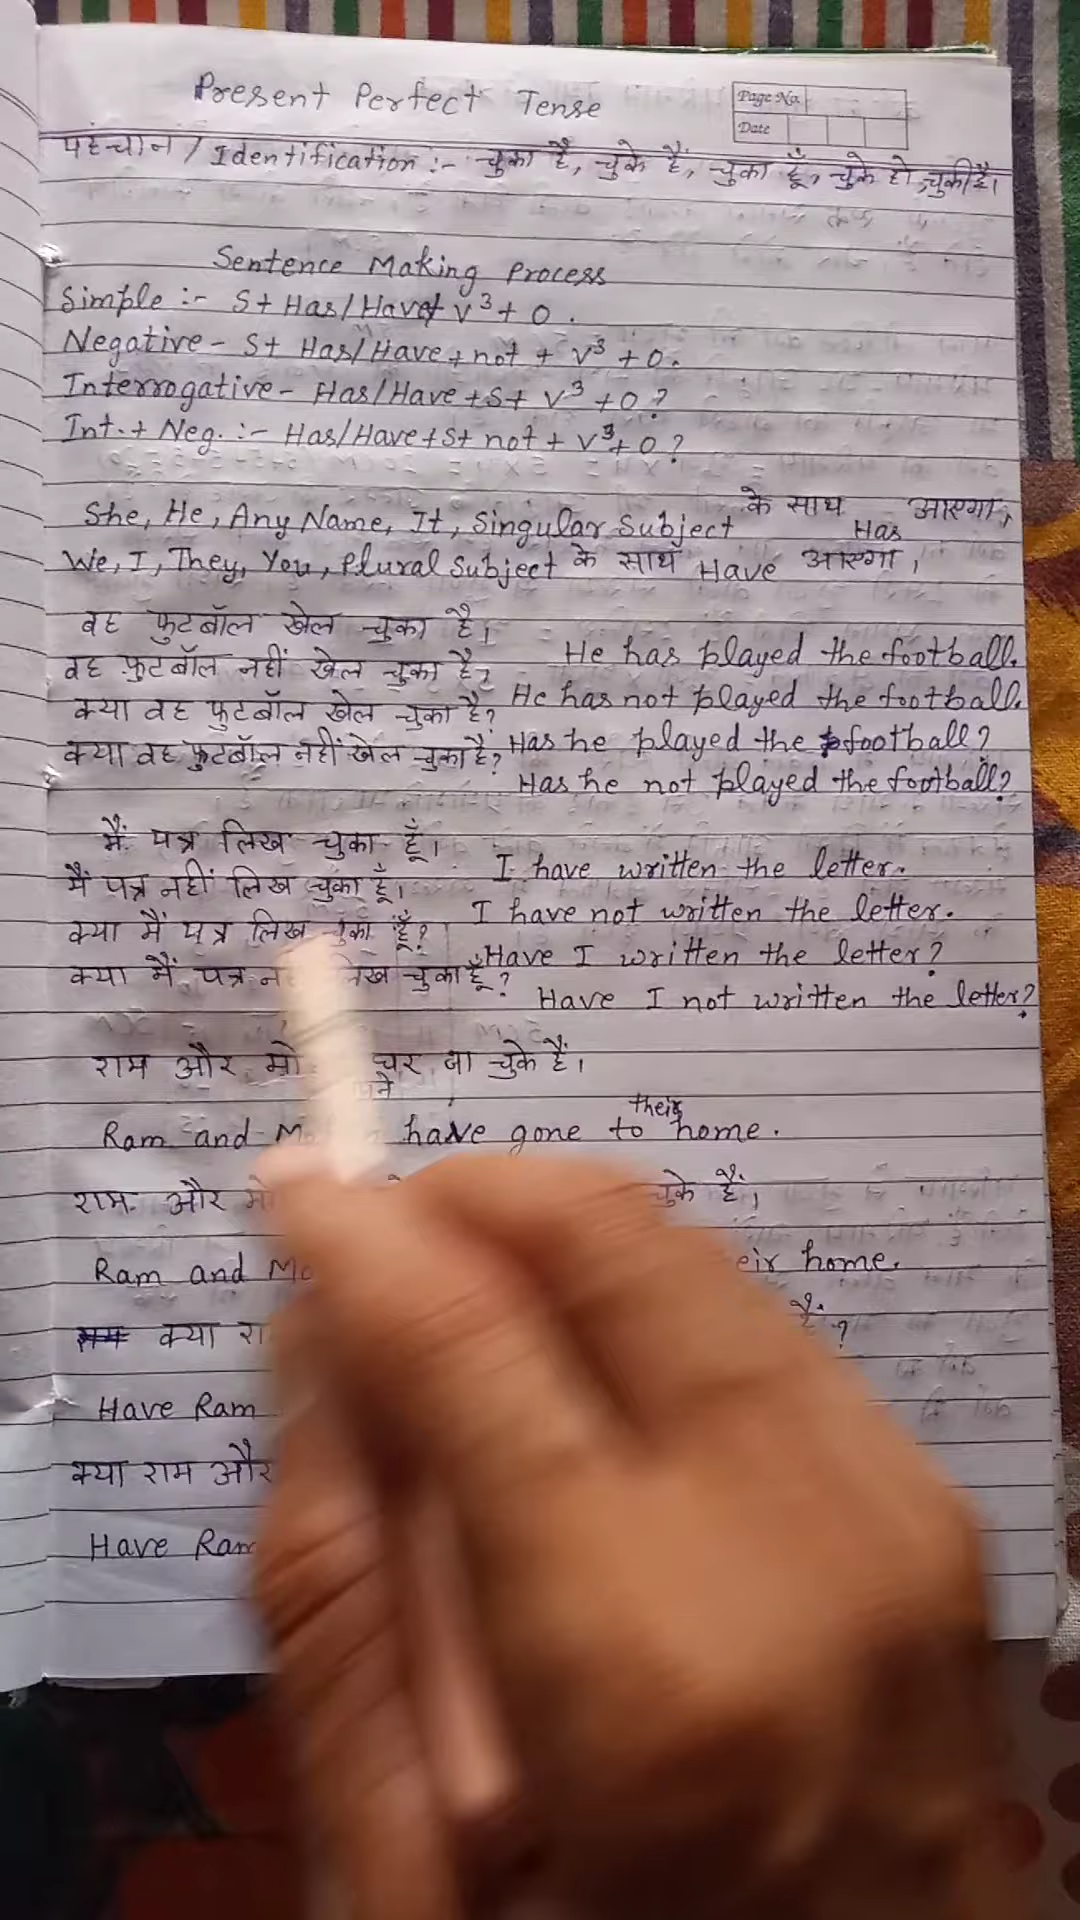 Present Perfect Tense
Page No.
Date
पहचान / Identification :- चुका है, चुके हैं, चुका हूँ, चुके हो, चुकी है।
Sentence Making Process
Simple :- S+ Has/Have+ V³+ O.
Negative - S+ Has/Have+not + V³ +O.
Interrogative - Has/Have +S+ V³ +O?
Int.+ Neg. :- Has/Have+S+ not + V³+O?
She, He, Any Name, It, Singular Subject के साथ Has आएगा,
We, I, They, You, Plural Subject के साथ Have आएगा।
वह फुटबॉल खेल चुका है।
He has played the football.
वह फुटबॉल नहीं खेल चुका है,
He has not played the football.
क्या वह फुटबॉल खेल चुका है?
Has he played the football?
क्या वह फुटबॉल नहीं खेल चुका है?
Has he not played the football?
मैं पत्र लिख चुका हूँ।
I have written the letter.
मैं पत्र नहीं लिख चुका हूँ।
I have not written the letter.
क्या मैं पत्र लिख चुका हूँ?
Have I written the letter?
क्या मैं पत्र लिख चुका हूँ?
Have I not written the letter?
राम और घर जा चुके हैं।
Ram and have gone to their home.
राम और चुके हैं,
Ram and home.
क्या हैं?
Have Ram
क्या राम और
Have Ram